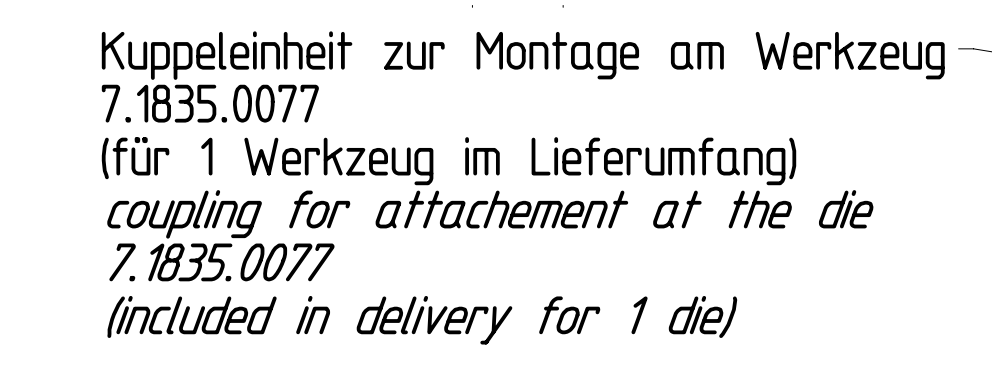 Kuppeleinheit zur Montage am Werkzeug
7.1835.0077
(für 1 Werkzeug im Lieferumfang)
coupling for attachement at the die
7.1835.0077
(included in delivery for 1 die)